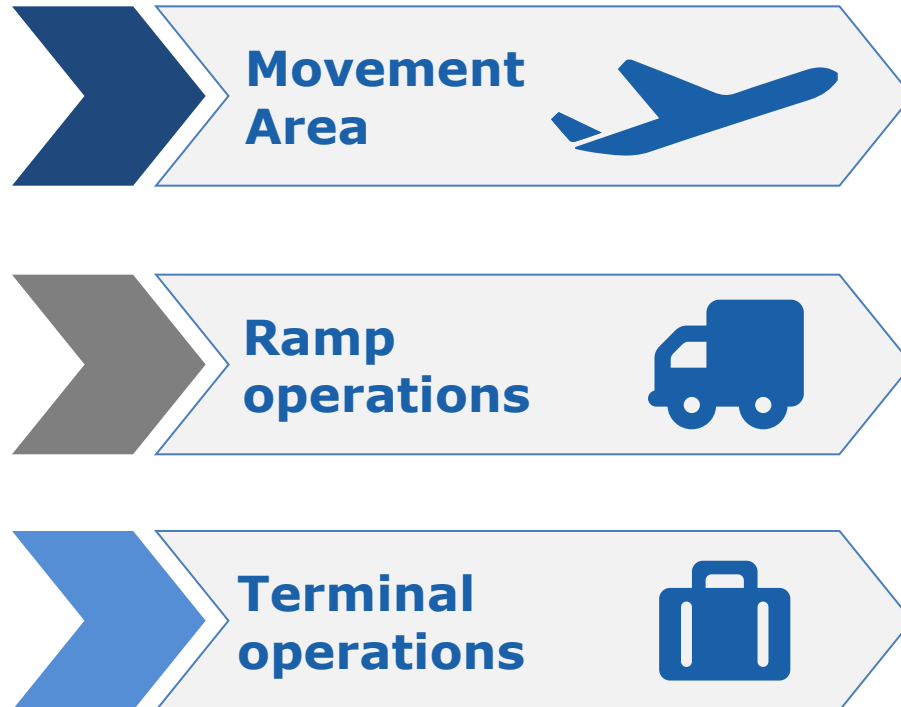 Movement
Area
Ramp
operations
Terminal
operations